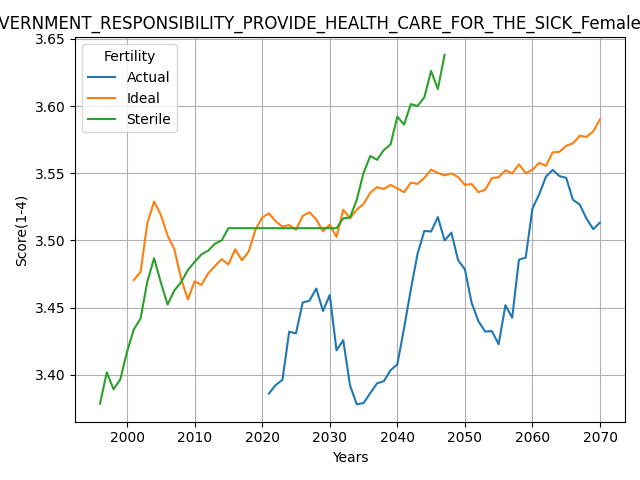 VERNMENT_RESPONSIBILITY_PROVIDE_HEALTH_CARE_FOR_THE_SICK_Female
3.65
3.60
3.55
3.50
3.45
3.40
Score(1-4)
Fertility
Actual
Ideal
Sterile
2000 2010 2020 2030 2040 2050 2060 2070
Years